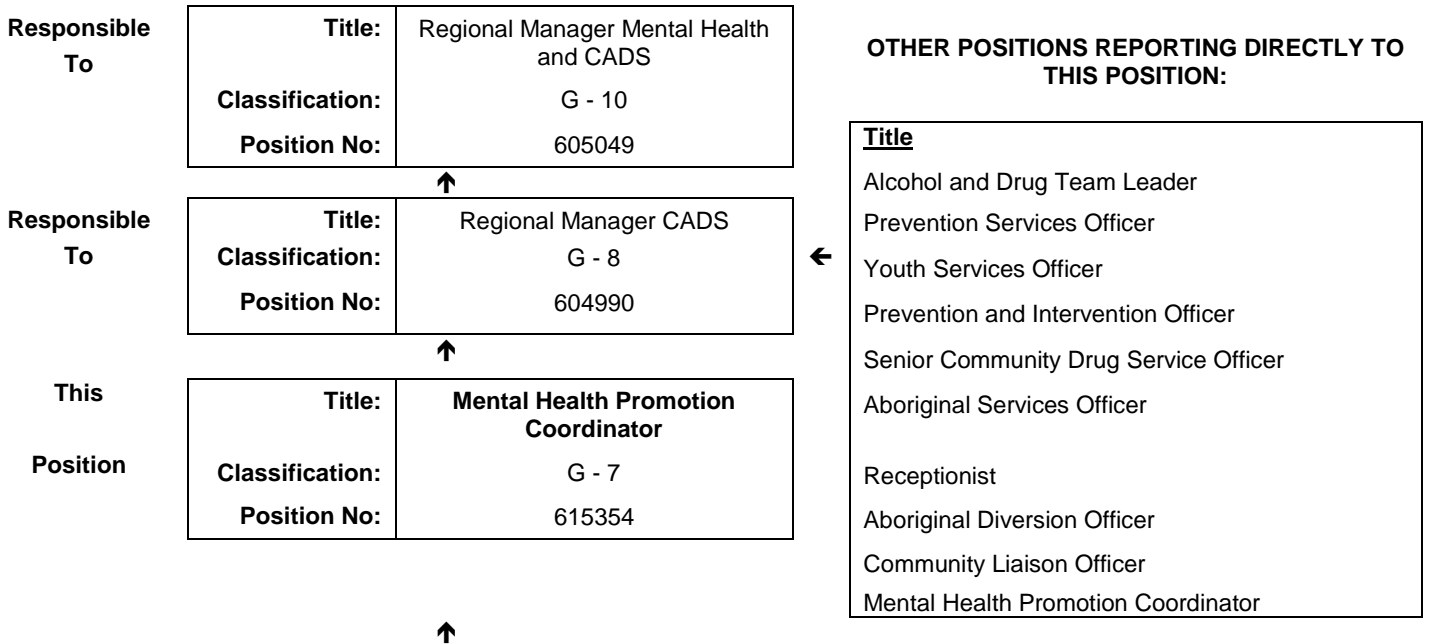 Responsible
To
Title:
Regional Manager Mental Health
and CADS
Classification:
G - 10
Position No:
605049
Responsible
To
Title:
Regional Manager CADS
Classification:
G - 8
Position No:
604990
This
Position
Title:
Mental Health Promotion
Coordinator
Classification:
G - 7
Position No:
615354
OTHER POSITIONS REPORTING DIRECTLY TO
THIS POSITION:
Title
Alcohol and Drug Team Leader
Prevention Services Officer
Youth Services Officer
Prevention and Intervention Officer
Senior Community Drug Service Officer
Aboriginal Services Officer
Receptionist
Aboriginal Diversion Officer
Community Liaison Officer
Mental Health Promotion Coordinator